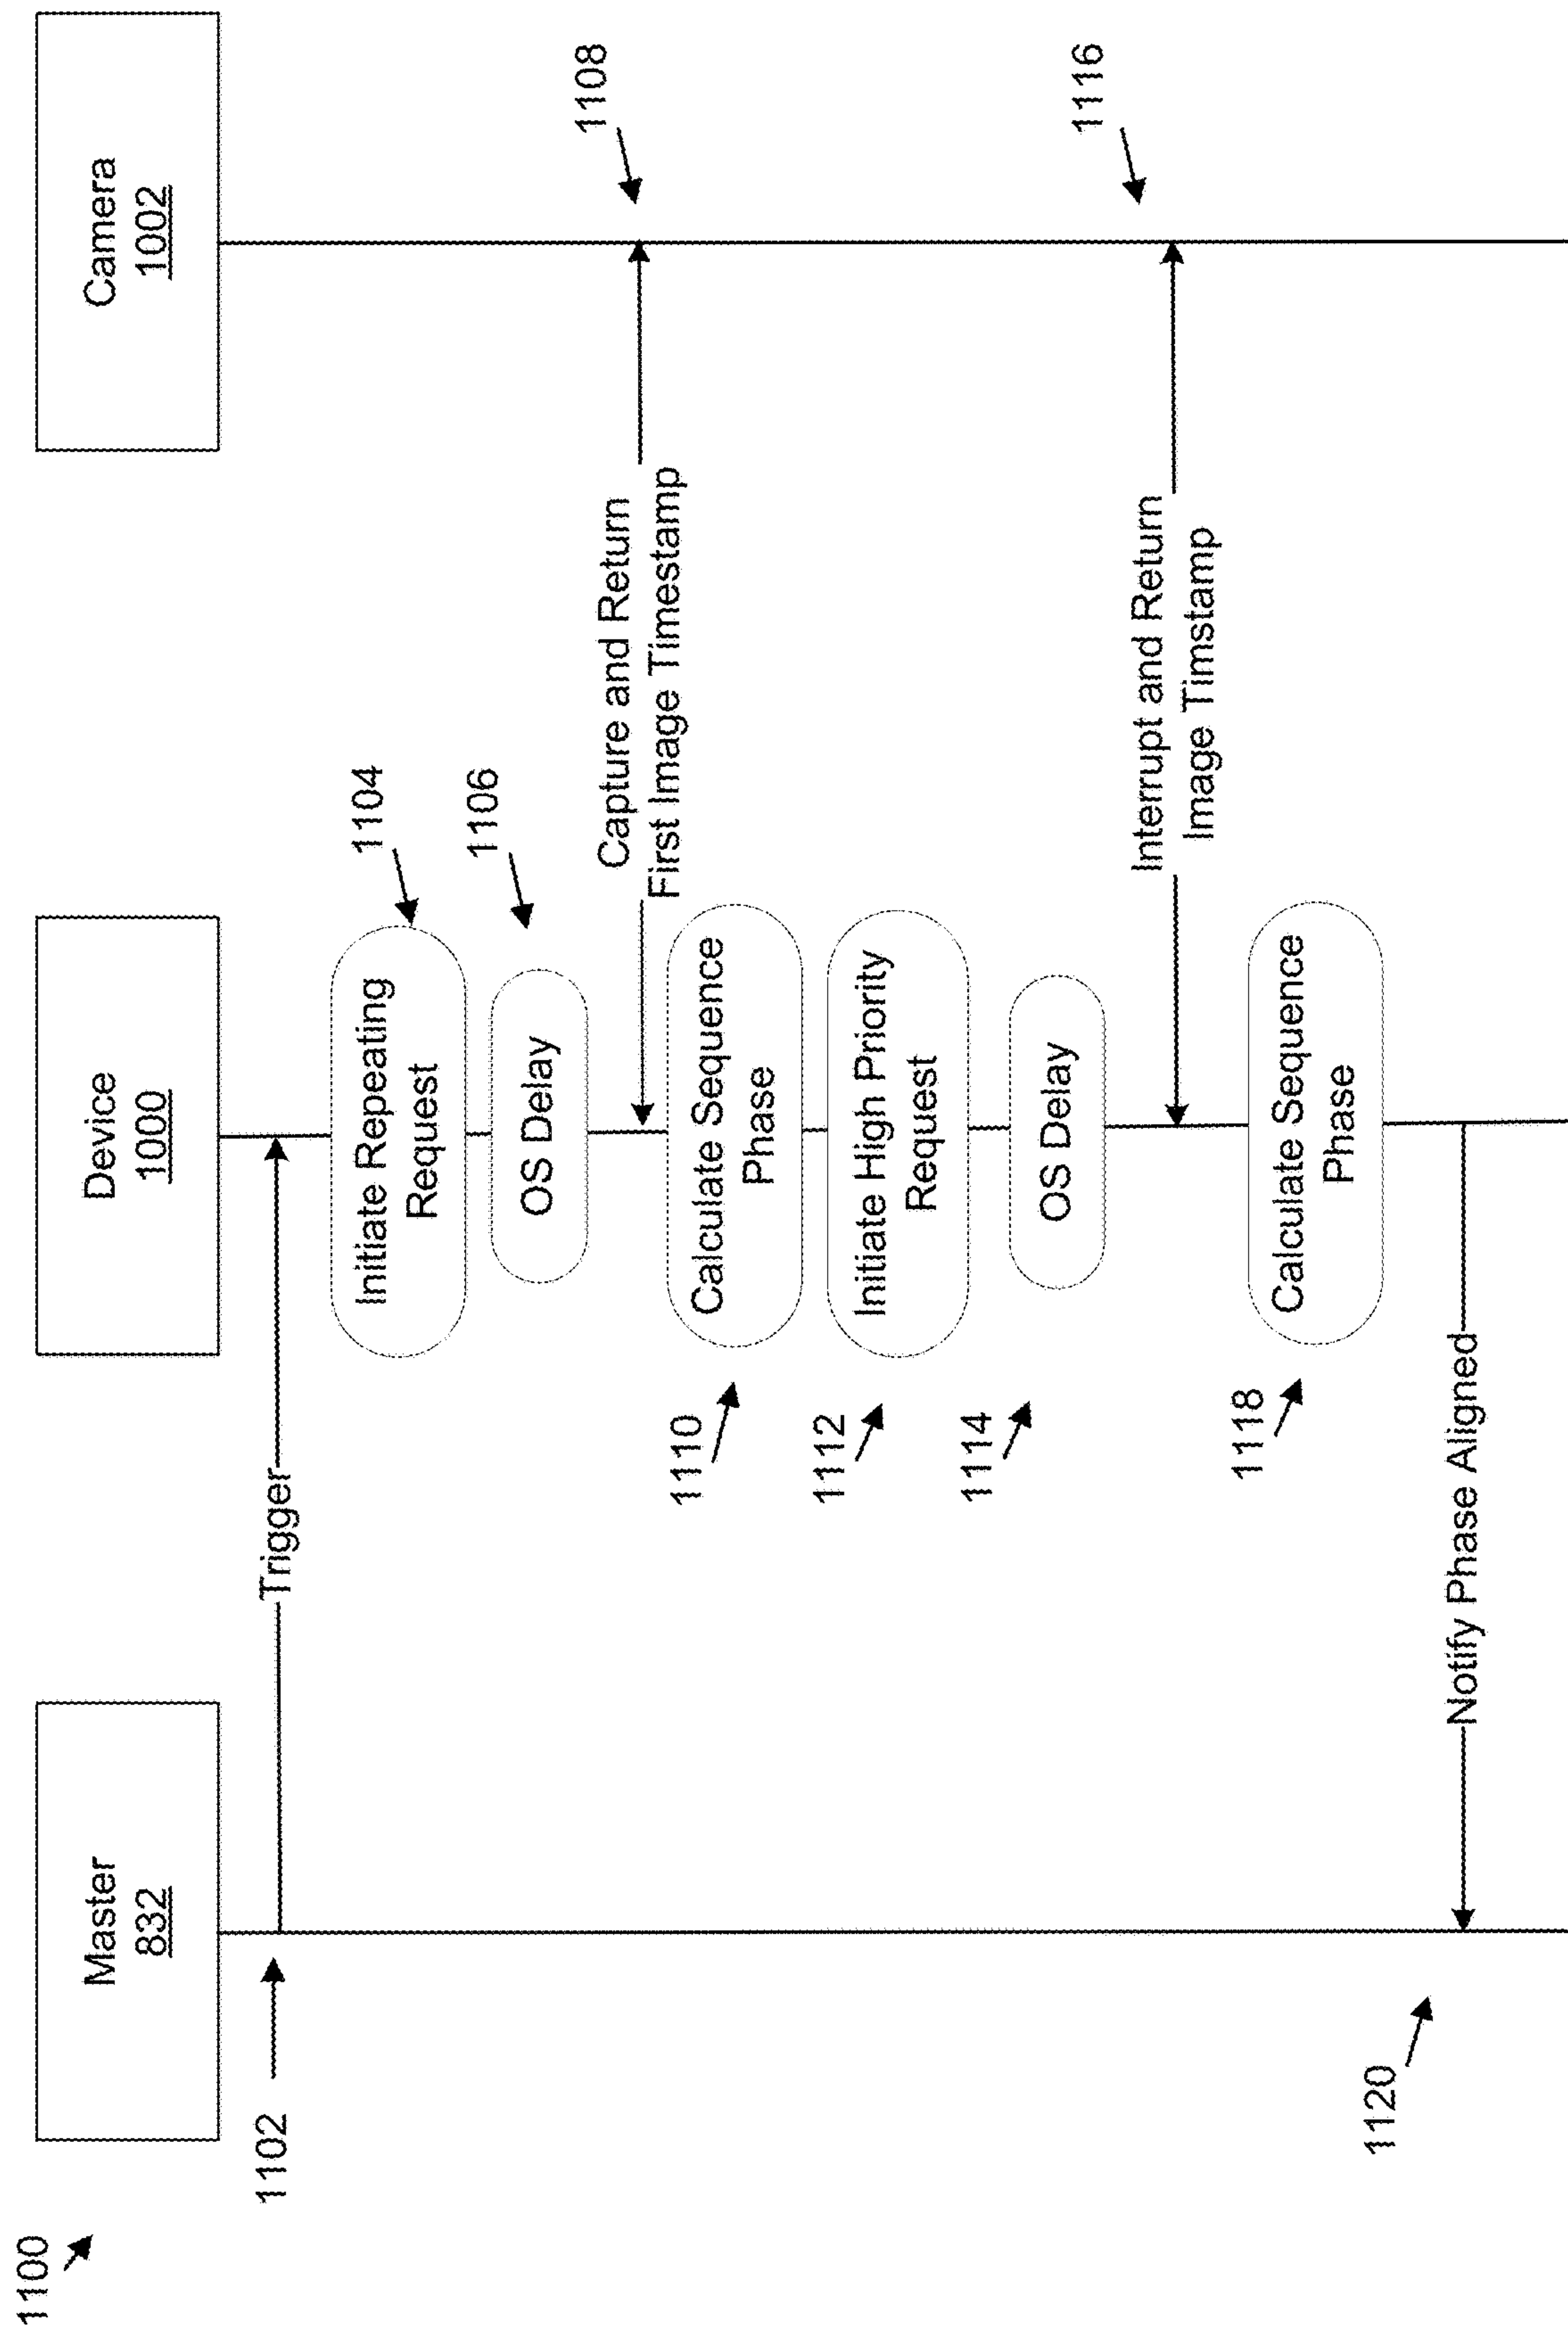 1100
Master
832
Device
1000
Camera
1002
1102
Trigger
Initiate Repeating
Request
1104
OS Delay
1106
Capture and Return
First Image Timestamp
1108
1110
Calculate Sequence
Phase
1112
Initiate High Priority
Request
1114
OS Delay
Interrupt and Return
Image Timstamp
1116
1118
Calculate Sequence
Phase
1120
Notify Phase Aligned